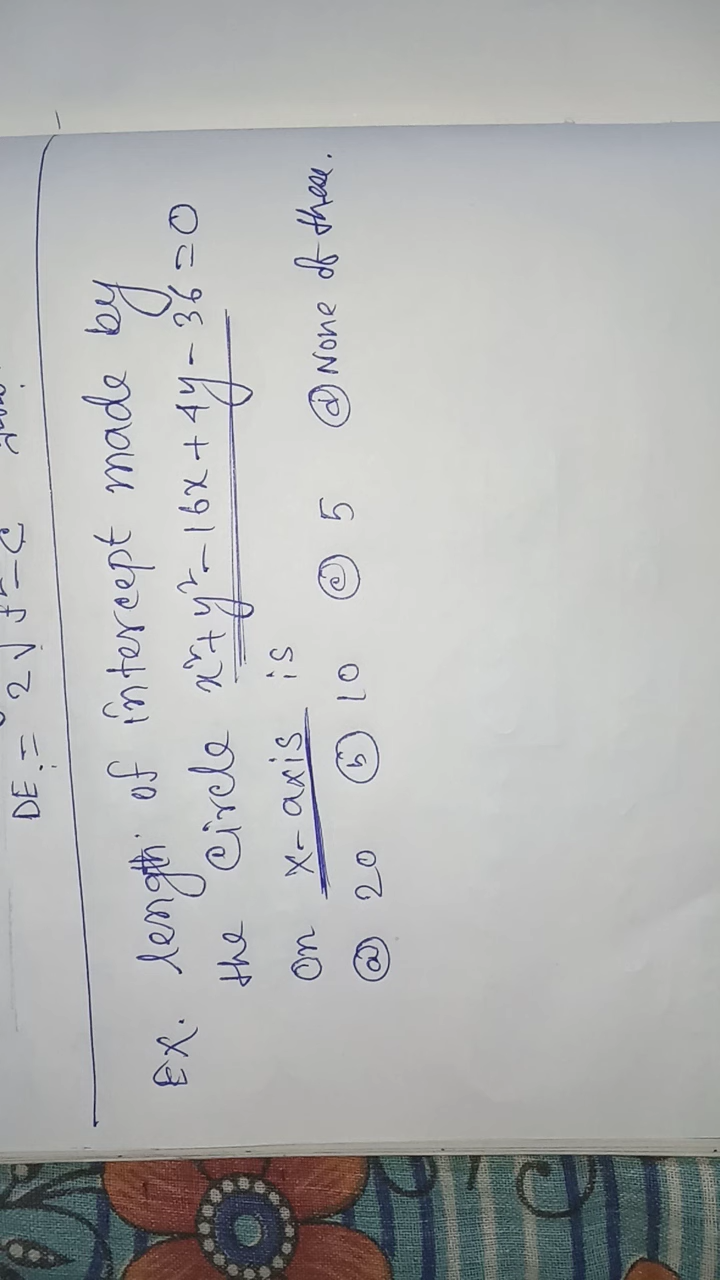 DE = 2√f²-c
Ex. length of intercept made by
the Circle x²+y²-16x+4y-36=0
on x-axis is
(a) 20 (b) 10 (c) 5 (d) None of these.